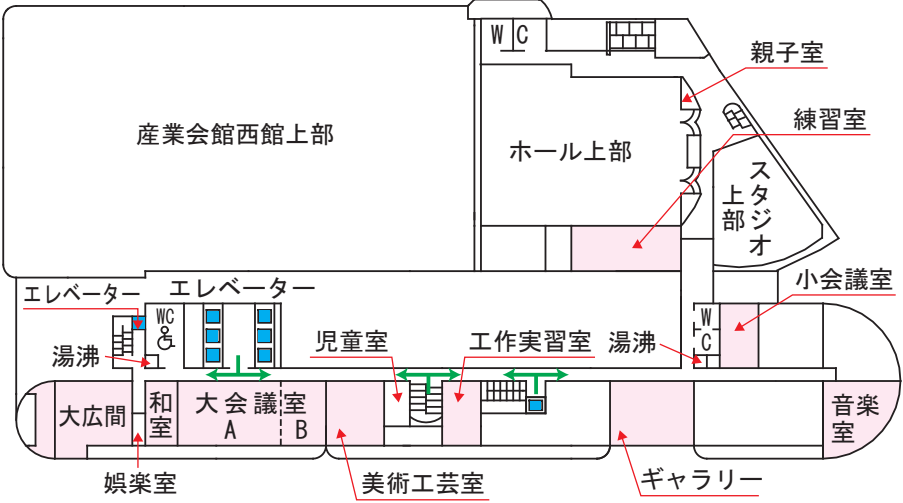 WC
親子室
練習室
産業会館西館上部
ホール上部
スタジオ
上部
エレベーター
エレベーター
小会議室
WC
湯沸
児童室
工作実習室
湯沸
W
C
大広間
和室
大会議室
A
B
音楽室
娯楽室
美術工芸室
ギャラリー